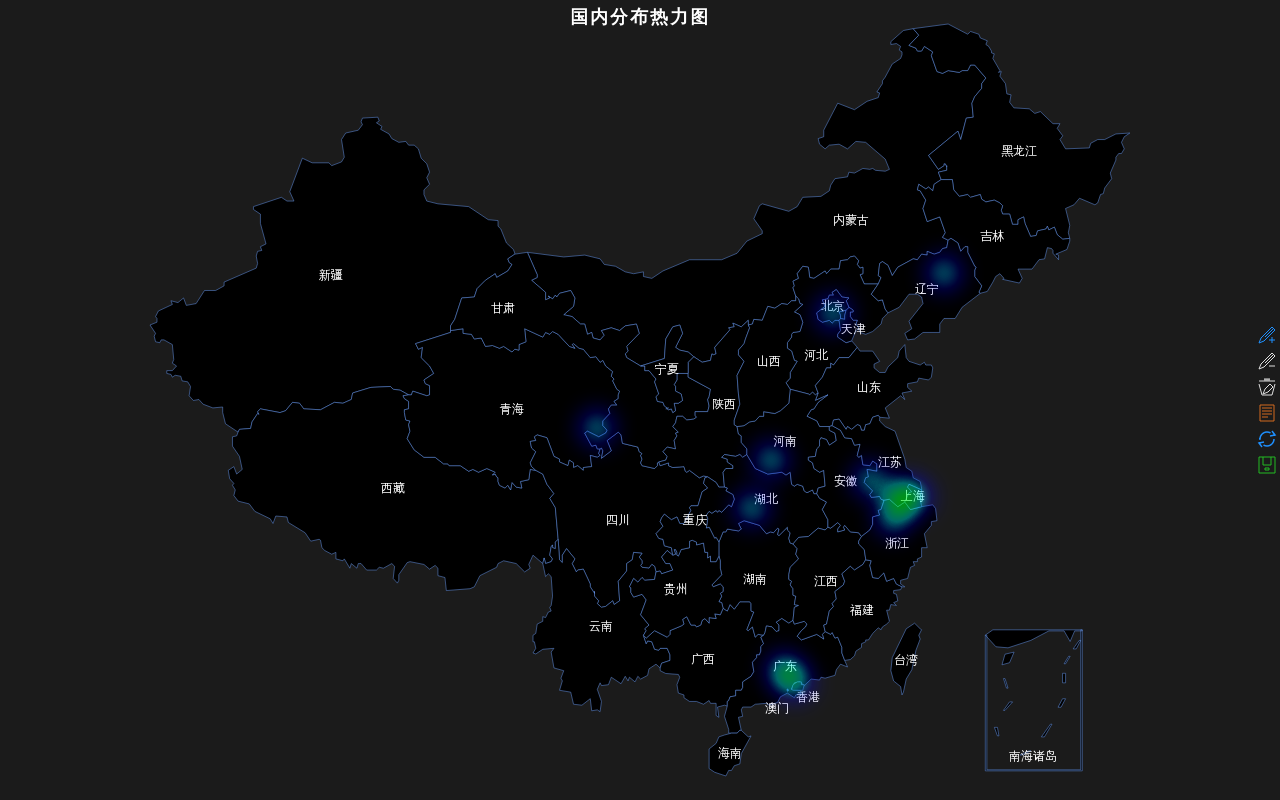 国内分布热力图
黑龙江
内蒙古
吉林
新疆
辽宁
甘肃
北京
天津
河北
山西
宁夏
山东
陕西
青海
河南
江苏
安徽
西藏
上海
湖北
四川
重庆
浙江
湖南
江西
贵州
福建
云南
广西
台湾
广东
香港
澳门
海南
南海诸岛